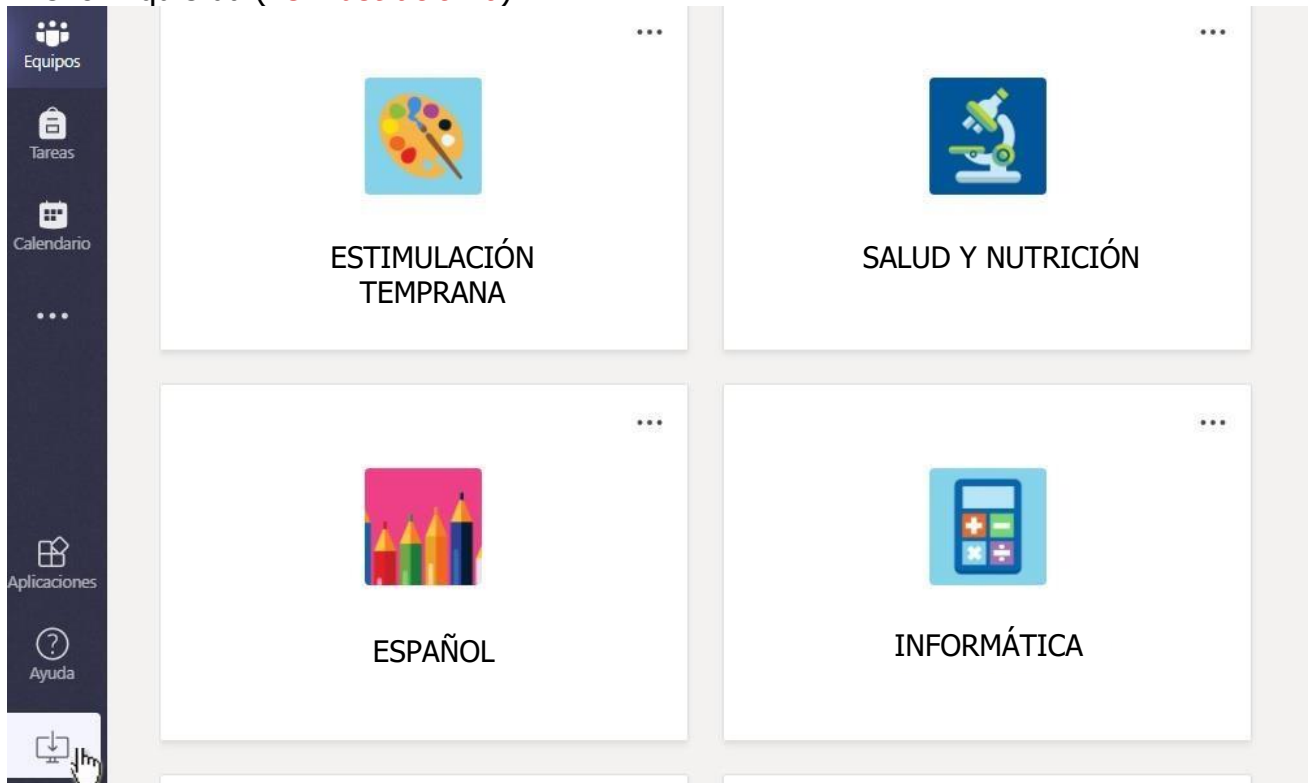 Equipos
Tareas
Calendario
Aplicaciones
Ayuda
ESTIMULACIÓN
TEMPRANA
SALUD Y NUTRICIÓN
ESPAÑOL
INFORMÁTICA